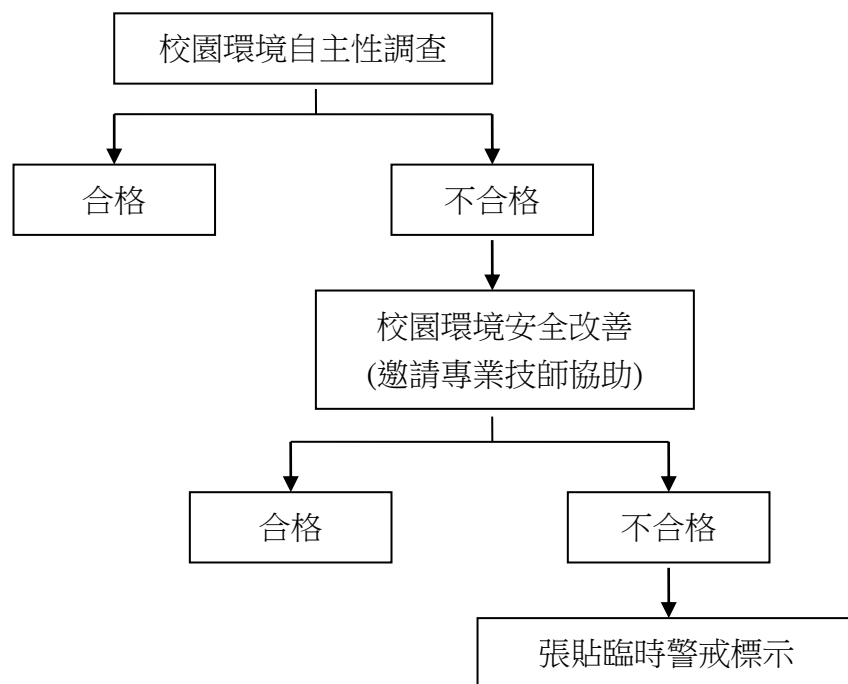 校園環境自主性調查
合格
不合格
校園環境安全改善
(邀請專業技師協助)
合格
不合格
張貼臨時警戒標示